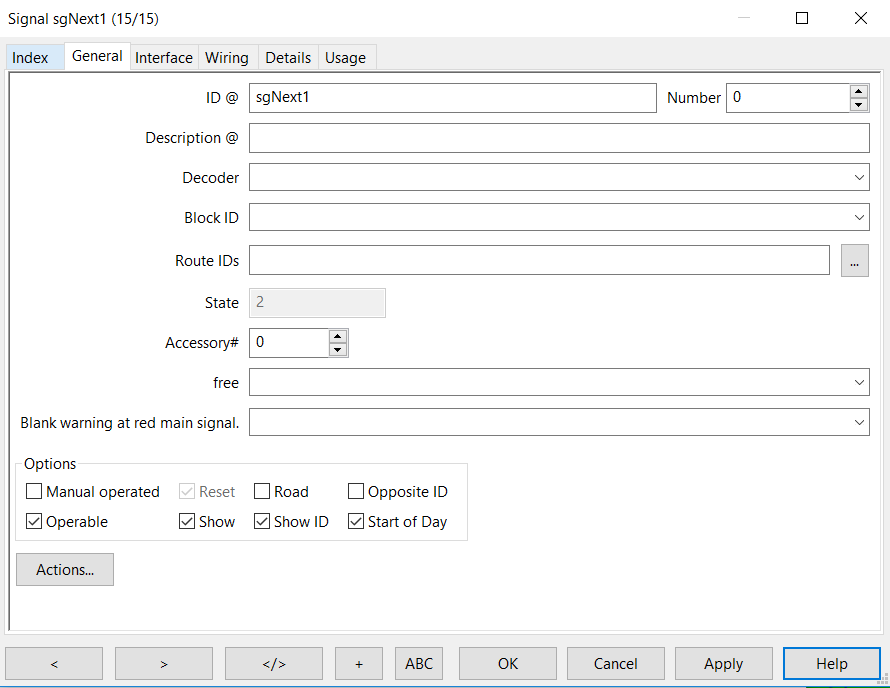 Signal sgNext1 (15/15)
Index General Interface Wiring Details Usage
ID @ sgNext1 Number 0
Description @
Decoder
Block ID
Route IDs ...
State 2
Accessory# 0
free
Blank warning at red main signal.
Options
Manual operated Reset Road Opposite ID
Operable Show Show ID Start of Day
Actions...
< > </> + ABC OK Cancel Apply Help